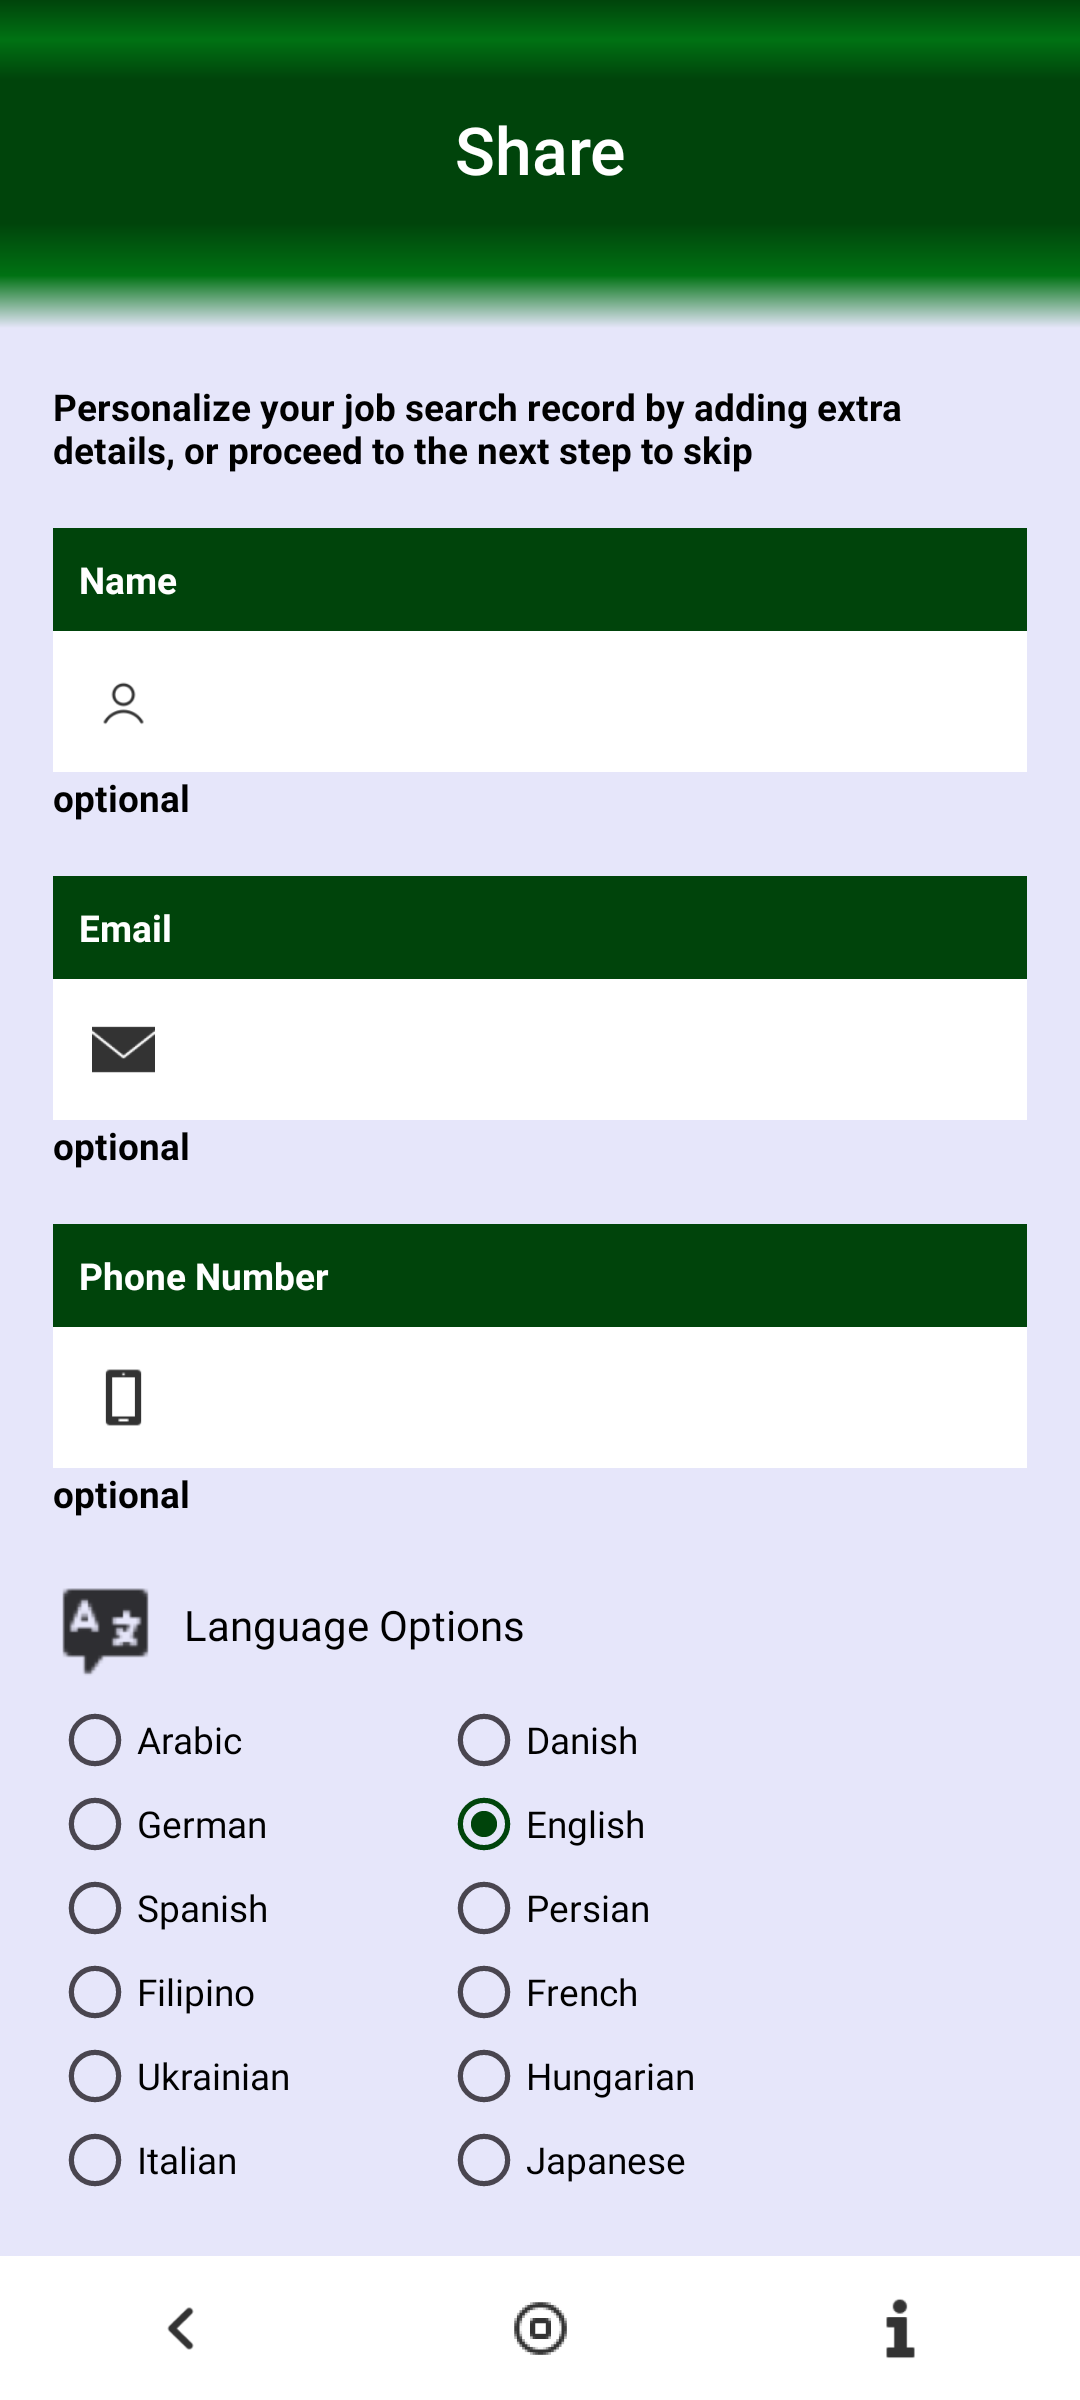 Share
Personalize your job search record by adding extra
details, or proceed to the next step to skip
Name
optional
Email
optional
Phone Number
optional
Language Options
Arabic
Danish
German
English
Spanish
Persian
Filipino
French
Ukrainian
Hungarian
Italian
Japanese